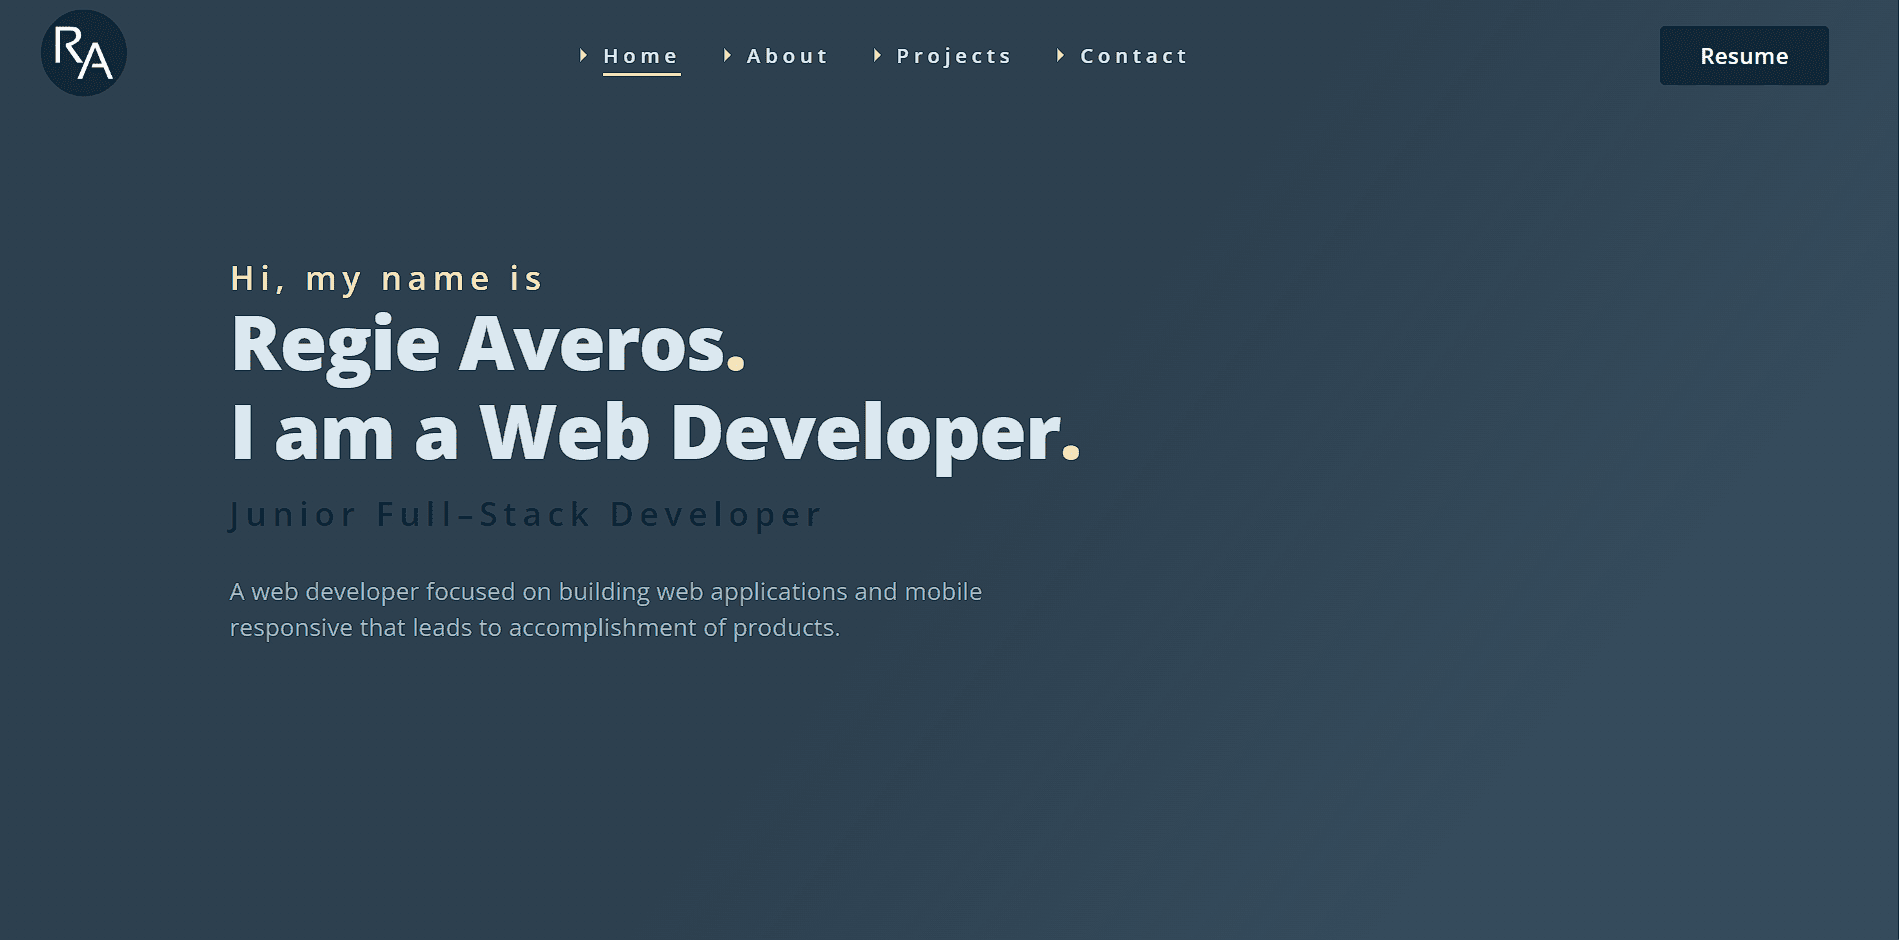 RA
Home
About
Projects
Contact
Resume
Hi, my name is
Regie Averos.
I am a Web Developer.
Junior Full-Stack Developer
A web developer focused on building web applications and mobile
responsive that leads to accomplishment of products.